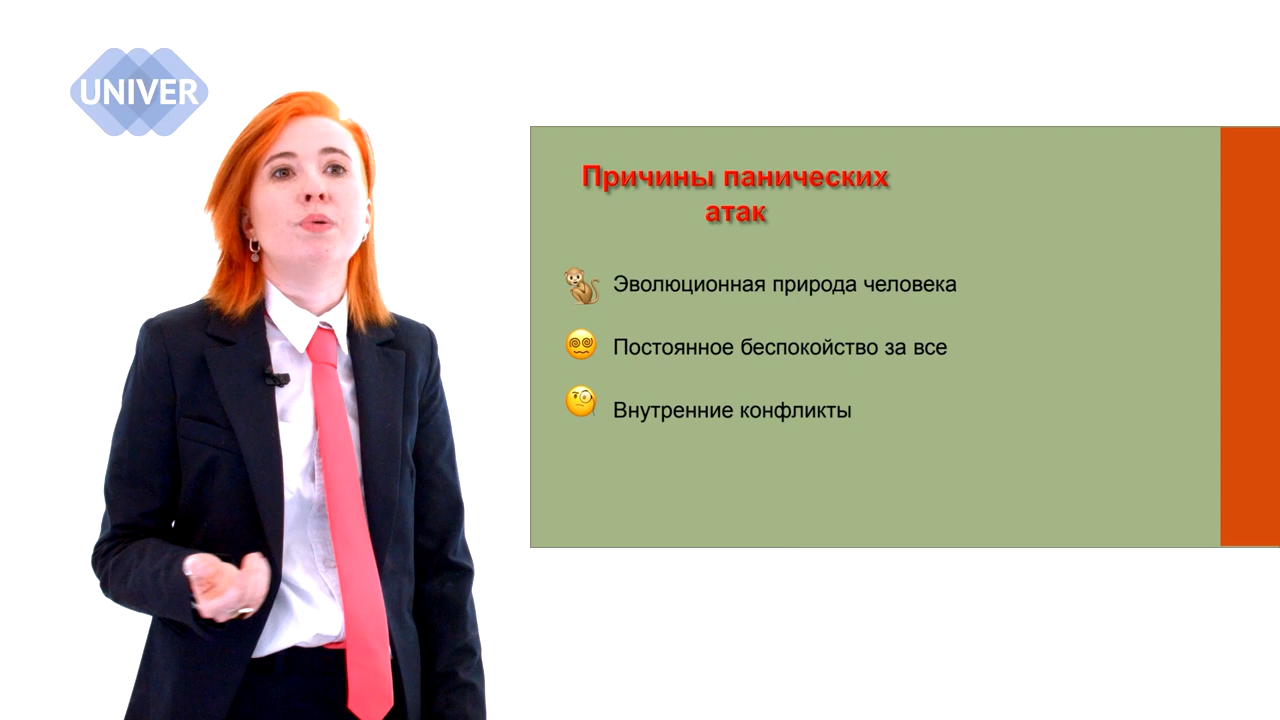 UNIVER
Причины панических
атак
Эволюционная природа человека
Постоянное беспокойство за все
Внутренние конфликты